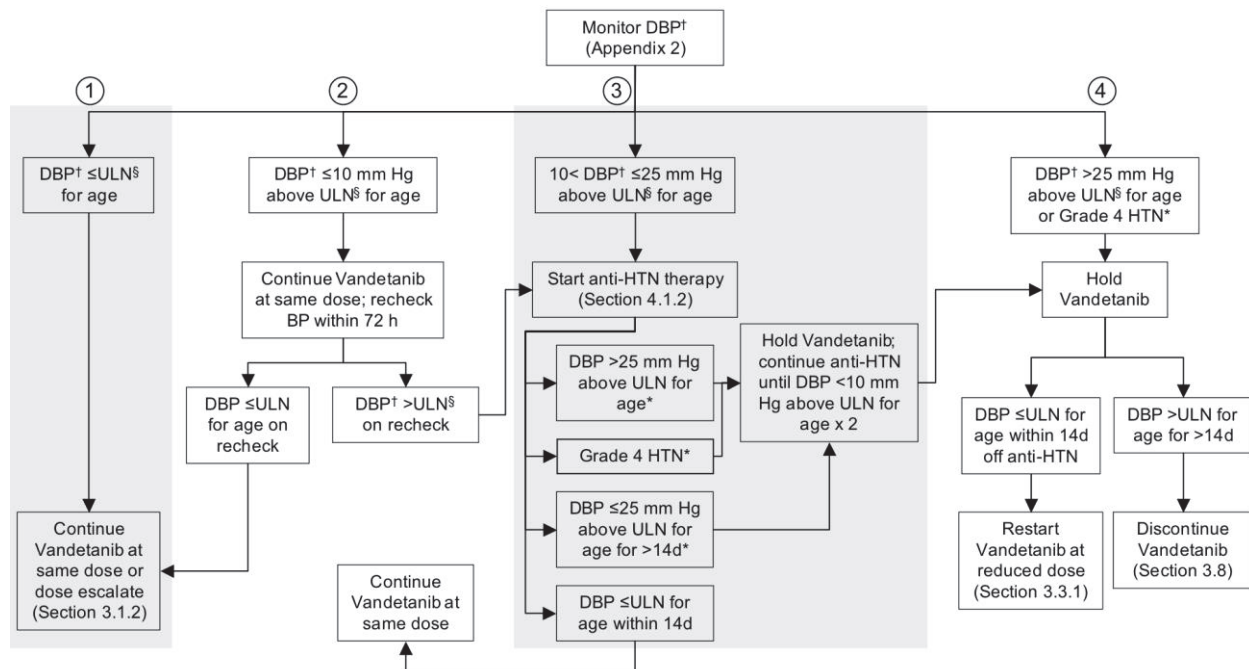 Monitor DBP†
(Appendix 2)
1
2
3
4
DBP† ≤ULN§
for age
DBP† ≤10 mm Hg
above ULN§ for age
10< DBP† ≤25 mm Hg
above ULN§ for age
DBP† >25 mm Hg
above ULN§ for age
or Grade 4 HTN*
Continue Vandetanib
at same dose; recheck
BP within 72 h
Start anti-HTN therapy
(Section 4.1.2)
Hold
Vandetanib
DBP ≤ULN
for age on
recheck
DBP† >ULN§
on recheck
DBP >25 mm Hg
above ULN for
age*
Grade 4 HTN*
DBP ≤25 mm Hg
above ULN for
age for >14d*
DBP ≤ULN for
age within 14d
Hold Vandetanib;
continue anti-HTN
until DBP <10 mm
Hg above ULN for
age x 2
DBP ≤ULN for
age within 14d
off anti-HTN
DBP >ULN for
age for >14d
Continue
Vandetanib at
same dose or
dose escalate
(Section 3.1.2)
Continue
Vandetanib at
same dose
Restart
Vandetanib at
reduced dose
(Section 3.3.1)
Discontinue
Vandetanib
(Section 3.8)